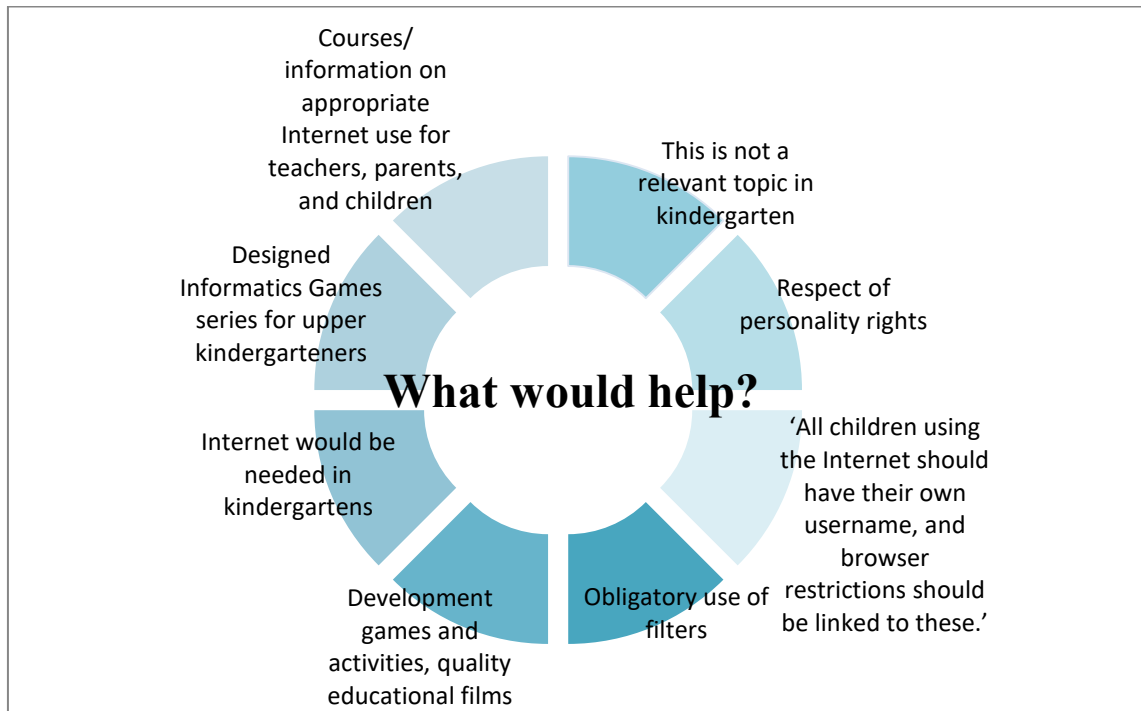 Courses/
information on
appropriate
Internet use for
teachers, parents,
and children
This is not a
relevant topic in
kindergarten
Designed
Informatics Games
series for upper
kindergarteners
Respect of
personality rights
What would help?
Internet would be
needed in
kindergartens
‘All children using
the Internet should
have their own
username, and
browser
restrictions should
be linked to these.’
Development
games and
activities, quality
educational films
Obligatory use of
filters